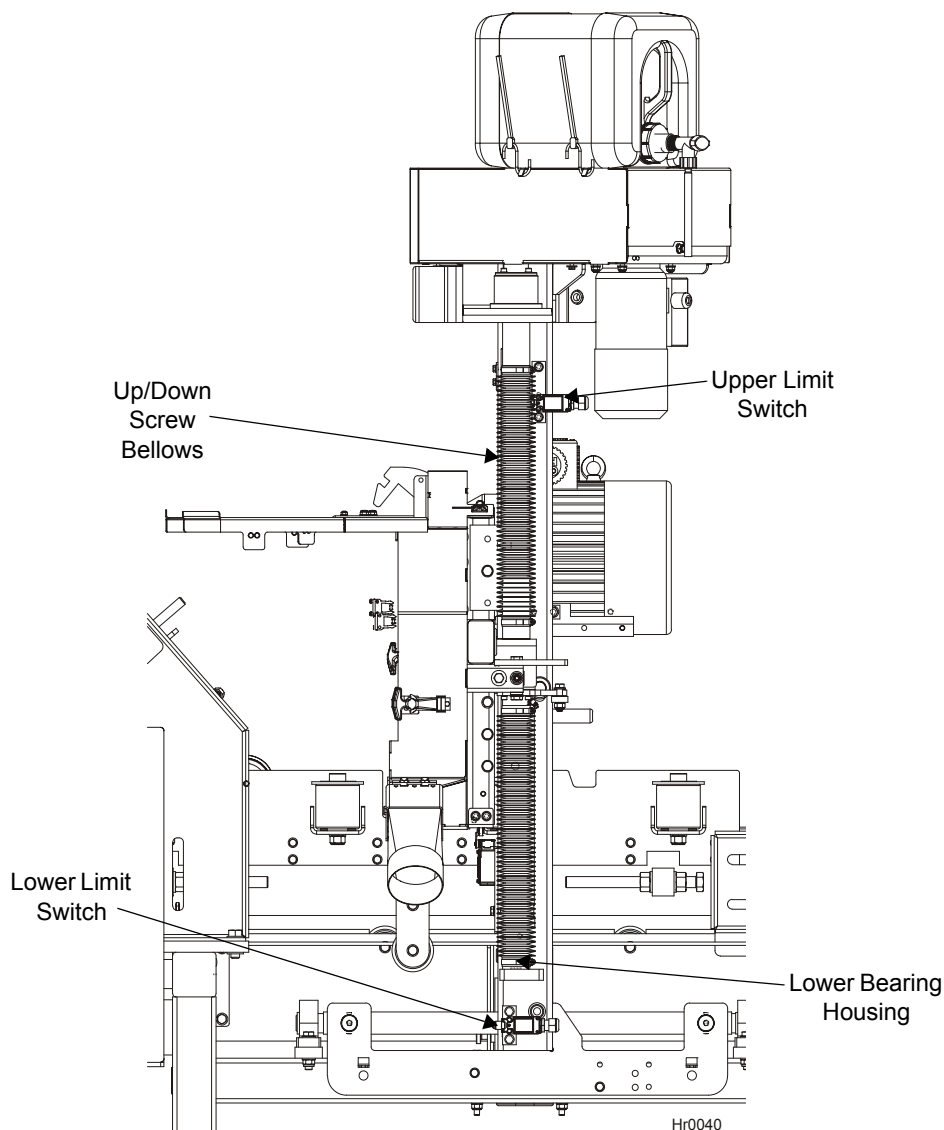 Up/Down
Screw
Bellows
Upper Limit
Switch
Lower Limit
Switch
Lower Bearing
Housing
Hr0040